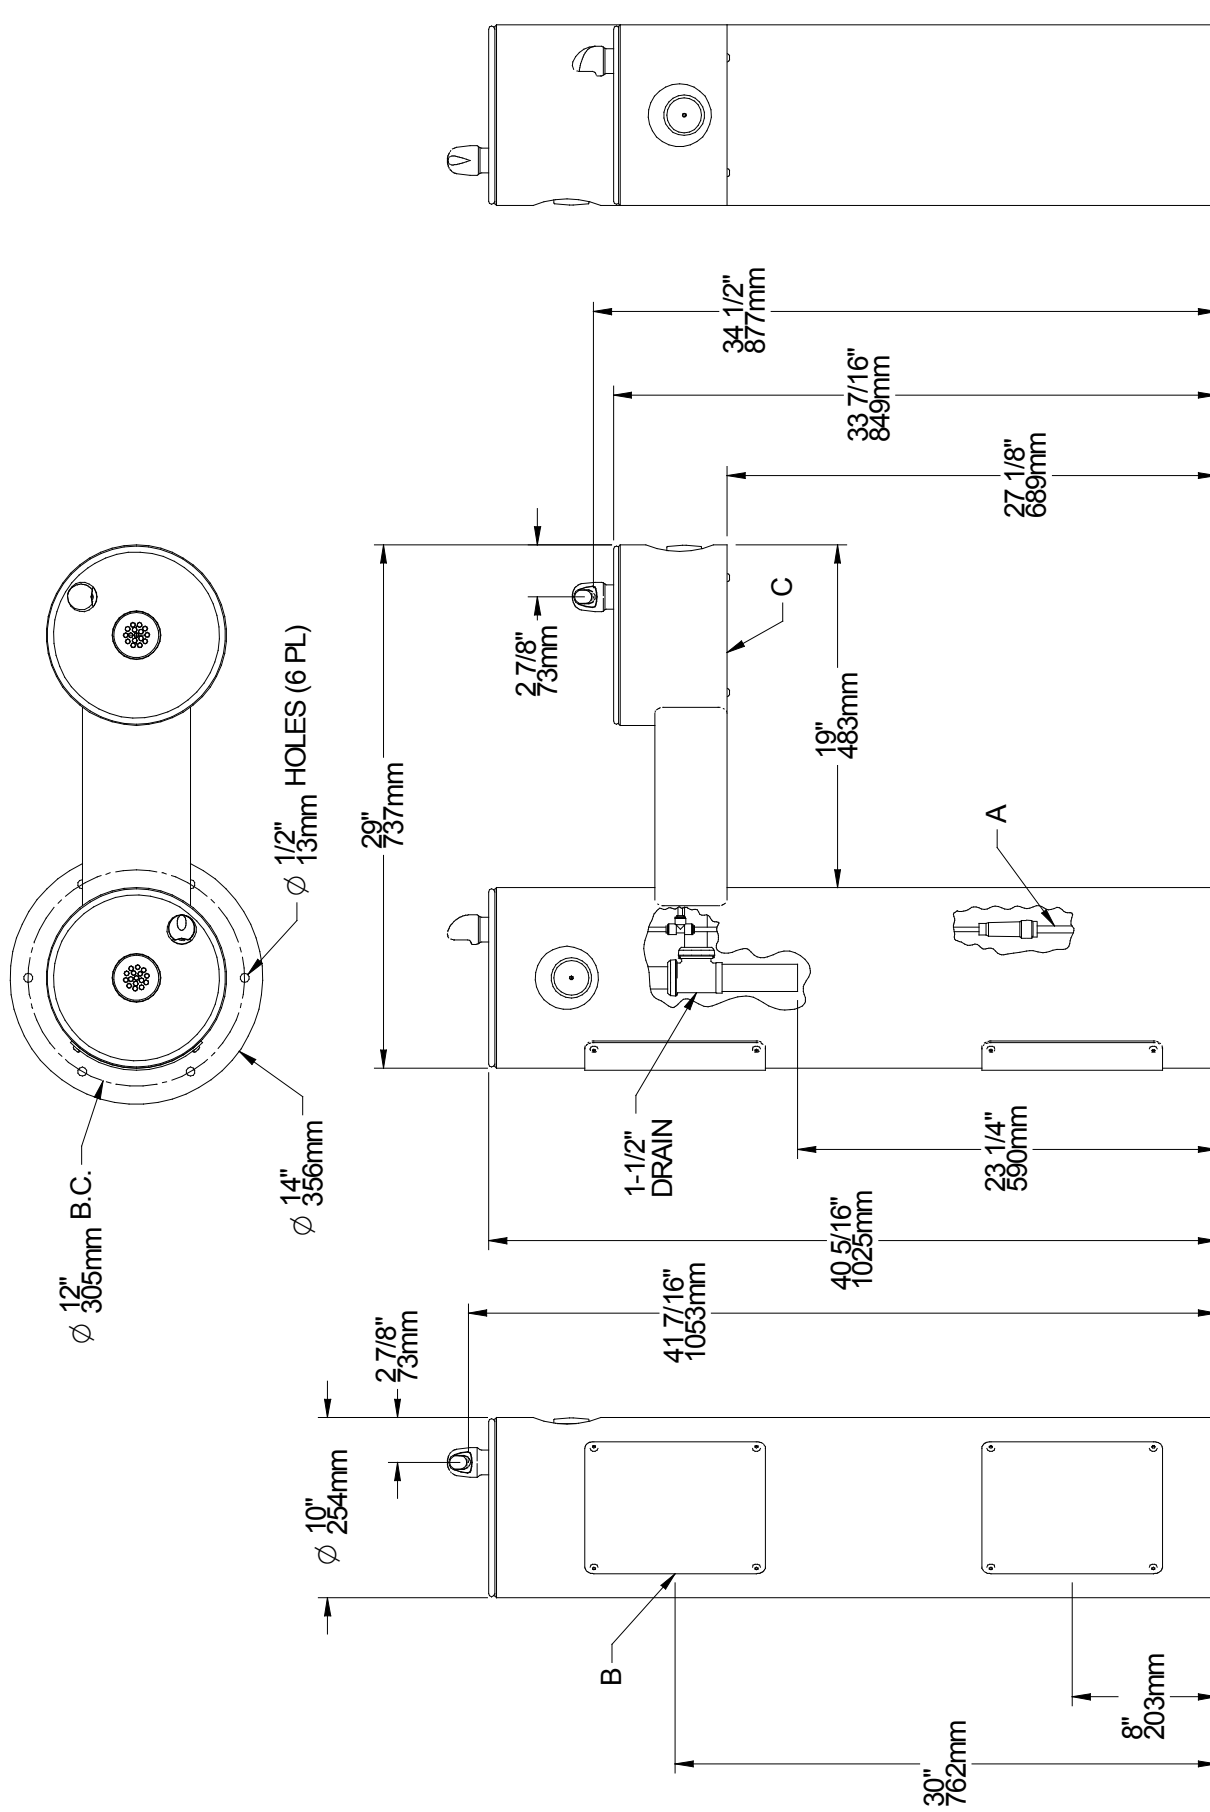 Ø 12"
305mm B.C.
Ø 14"
356mm
Ø 1/2"
13mm HOLES (6 PL)
Ø 10"
254mm
2 7/8"
73mm
29"
737mm
2 7/8"
73mm
34 1/2"
877mm
33 7/16"
849mm
27 1/8"
689mm
C
19"
483mm
A
1-1/2"
DRAIN
23 1/4"
590mm
40 5/16"
1025mm
41 7/16"
1053mm
B
8"
203mm
30"
762mm